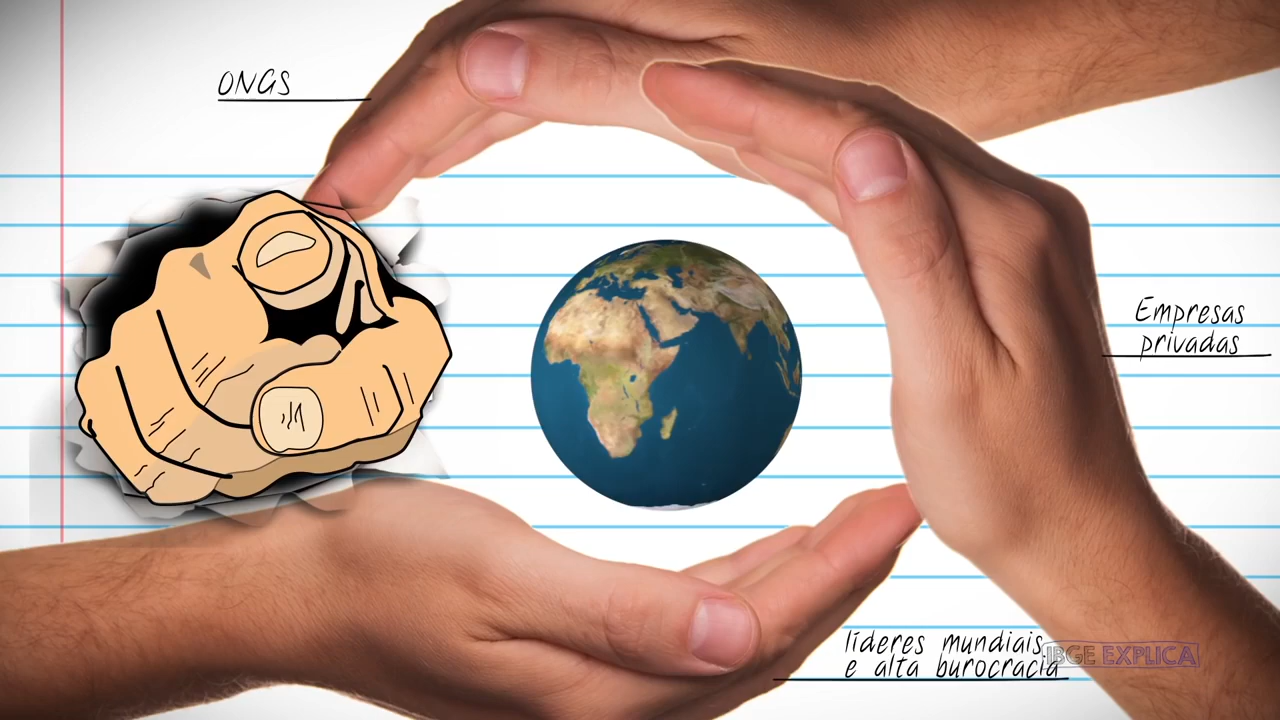 ONGS
Empresas
privadas
líderes mundiais
e alta burocracia
IBGE EXPLICA